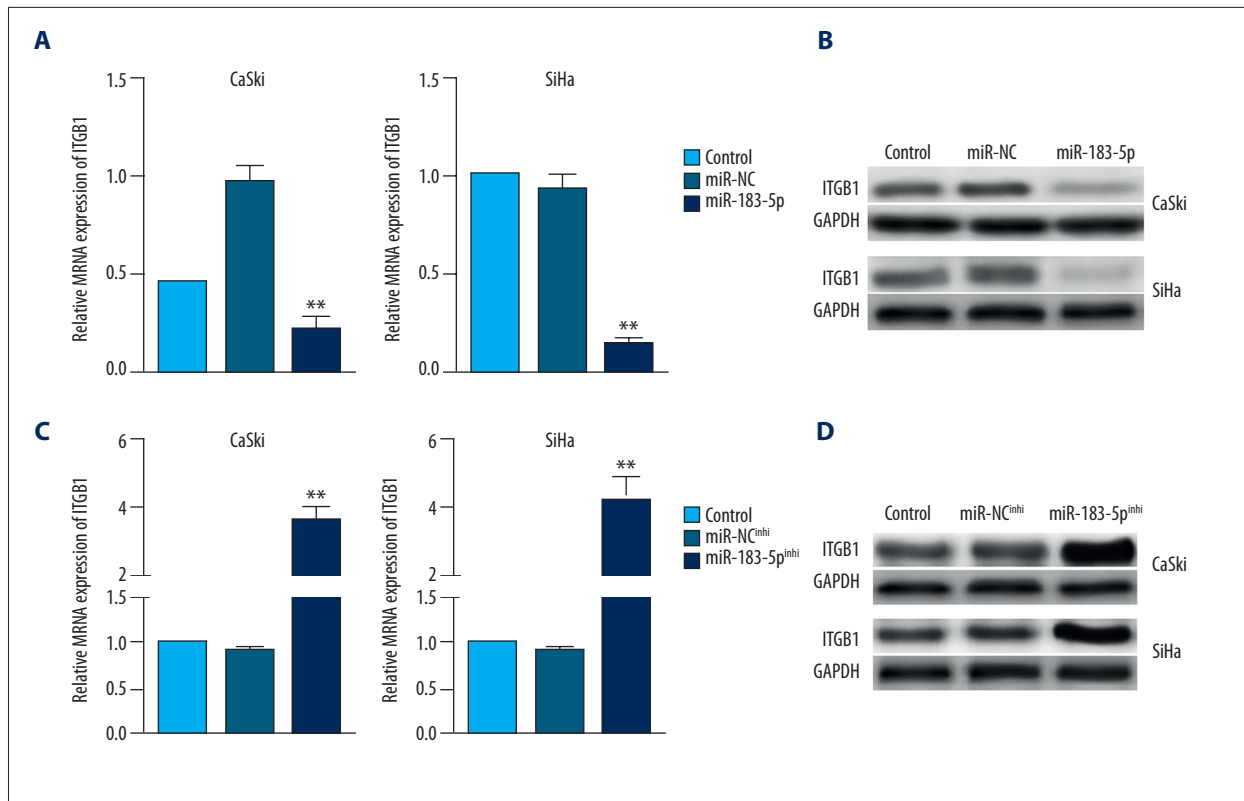 A
CaSki
Relative MRNA expression of ITGB1
1.5
1.0
0.5
0.0
**
SiHa
Relative MRNA expression of ITGB1
1.5
1.0
0.5
0.0
**
Control
miR-NC
miR-183-5p
B
Control miR-NC miR-183-5p
ITGB1
GAPDH
CaSki
ITGB1
GAPDH
SiHa
C
CaSki
Relative MRNA expression of ITGB1
6
4
2
1.5
1.0
0.5
0.0
**
SiHa
Relative MRNA expression of ITGB1
6
4
2
1.5
1.0
0.5
0.0
**
Control
miR-NCinhi
miR-183-5pinhi
D
Control miR-NCinhi miR-183-5pinhi
ITGB1
GAPDH
CaSki
ITGB1
GAPDH
SiHa